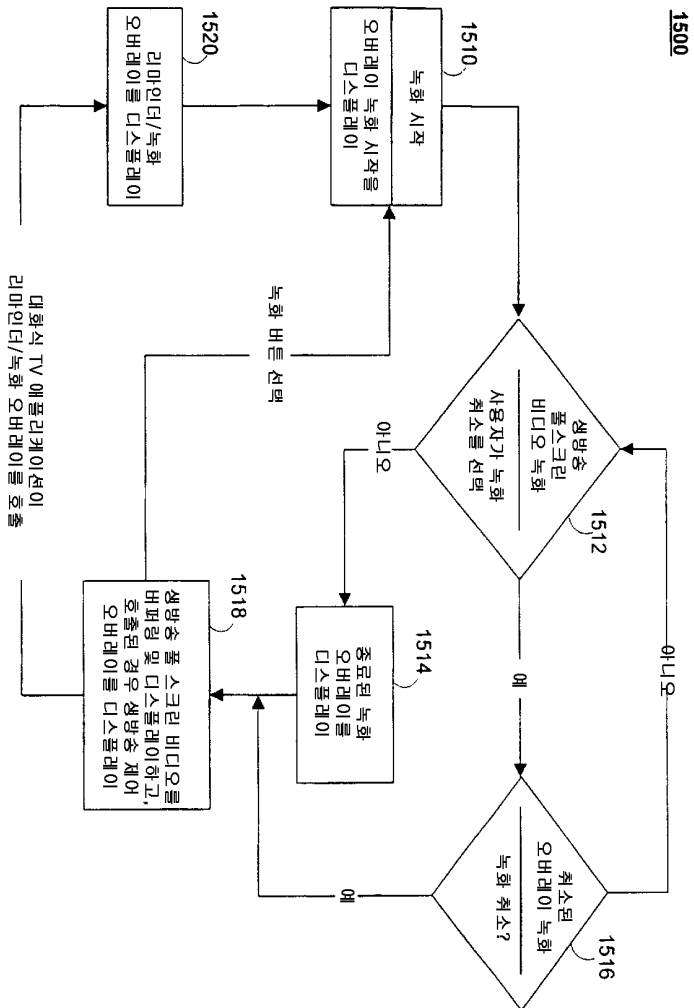 1500
1510
녹화 시작
오버레이 녹화 시작을
디스플레이
1520
리마인더/녹화
오버레이를 디스플레이
생방송
풀스크린
비디오 녹화
사용자가 녹화
취소를 선택
1512
아니오
예
아니오
취소된
오버레이 녹화
녹화 취소?
1516
예
1514
종료된 녹화
오버레이를
디스플레이
1518
생방송 풀 스크린 비디오를
버퍼링 및 디스플레이하고,
호출된 경우 생방송 제어
오버레이를 디스플레이
녹화 버튼 선택
대화식 TV 애플리케이션이
리마인더/녹화 오버레이를 호출